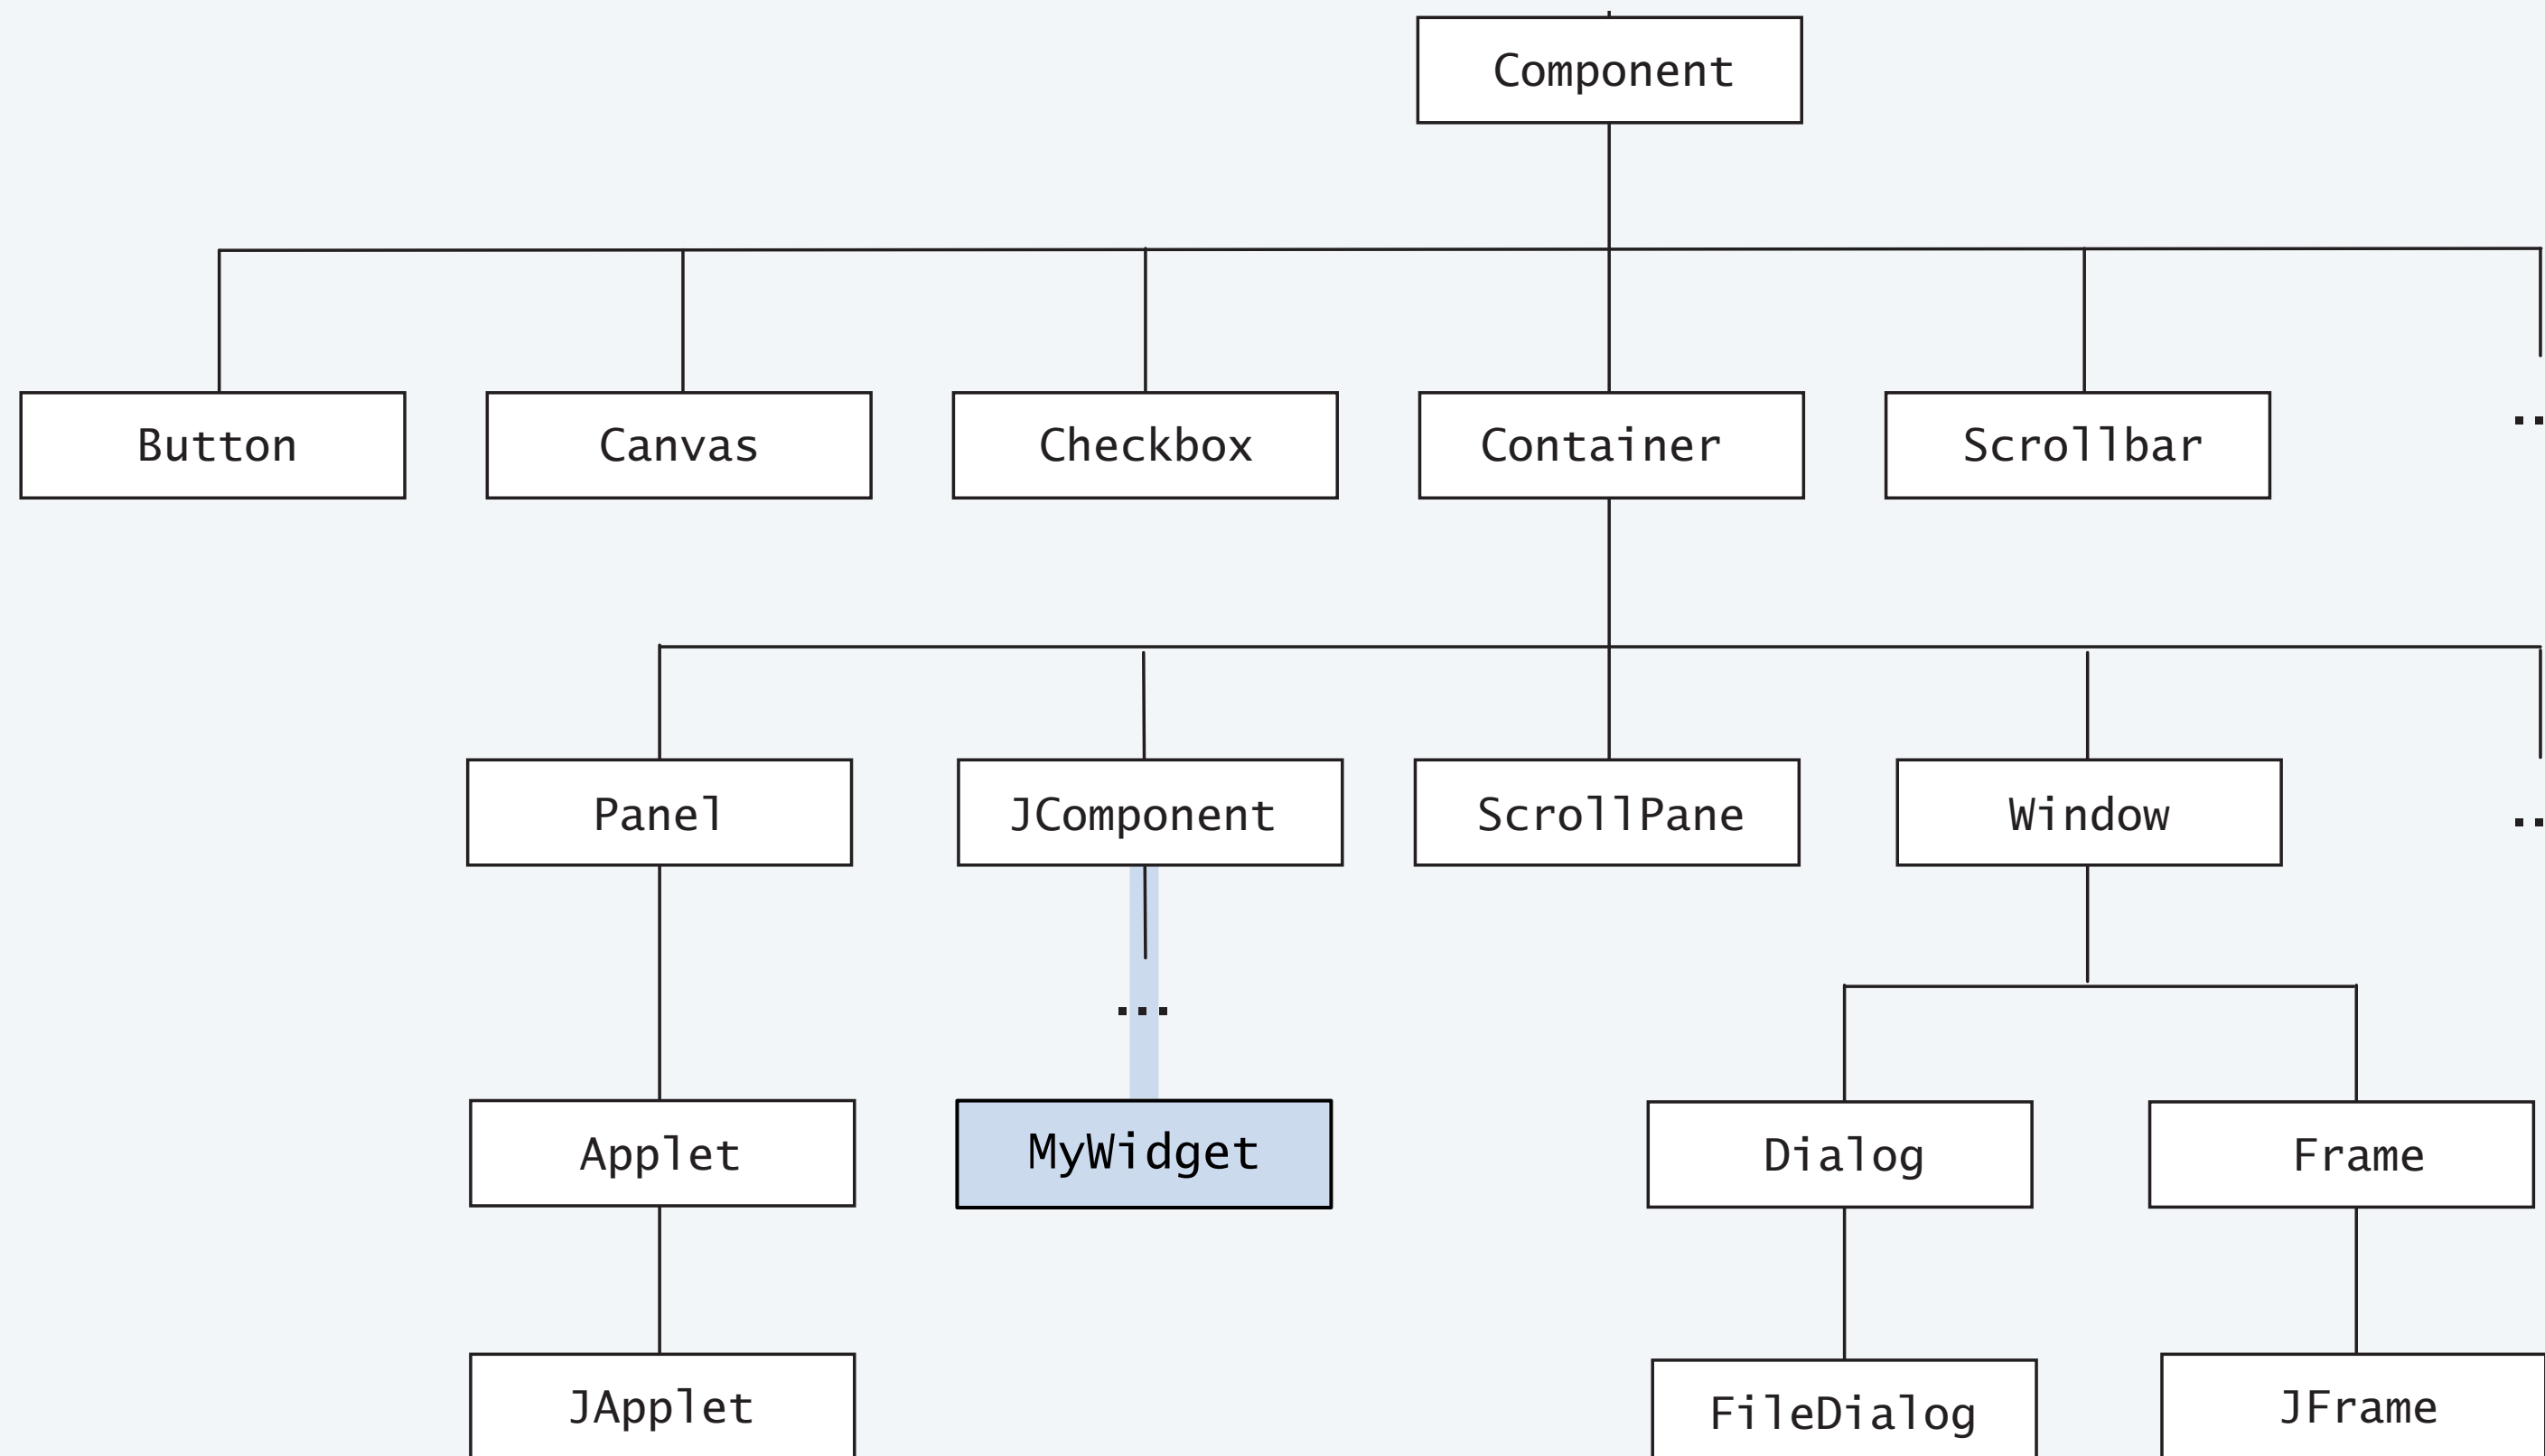 Component
Button
Canvas
Checkbox
Container
Scrollbar
..
Panel
JComponent
ScrollPane
Window
..
...
Applet
MyWidget
Dialog
Frame
JApplet
FileDialog
JFrame